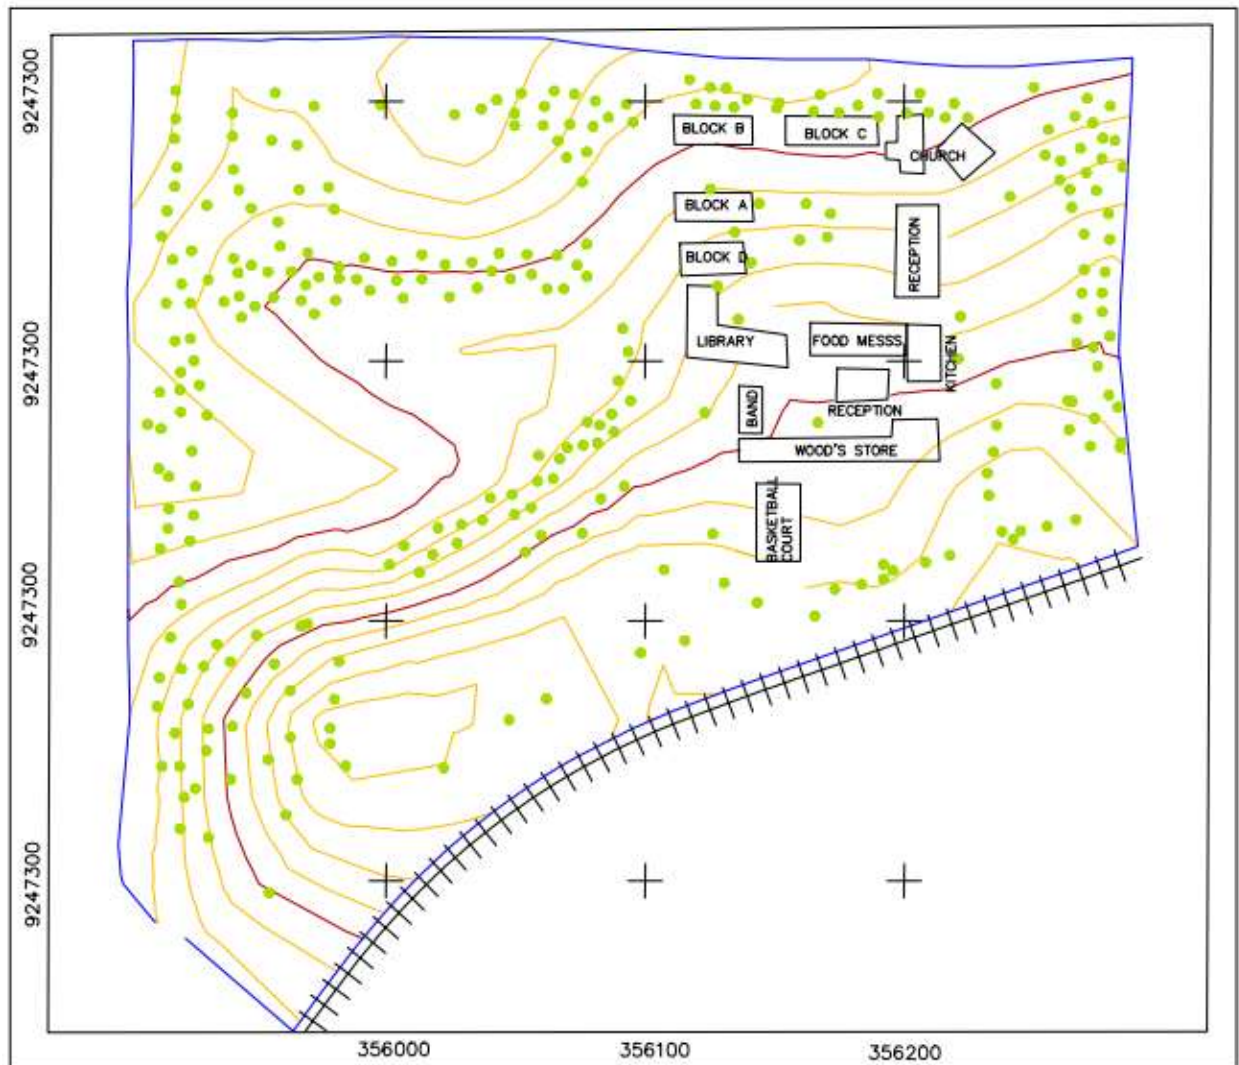 9247300
BLOCK B
BLOCK C
CHURCH
BLOCK A
RECEPTION
BLOCK D
9247300
LIBRARY
FOOD MESSS
KITCHEN
RECEPTION
BAND
WOOD'S STORE
BASKETBALL
COURT
9247300
9247300
356000 356100 356200